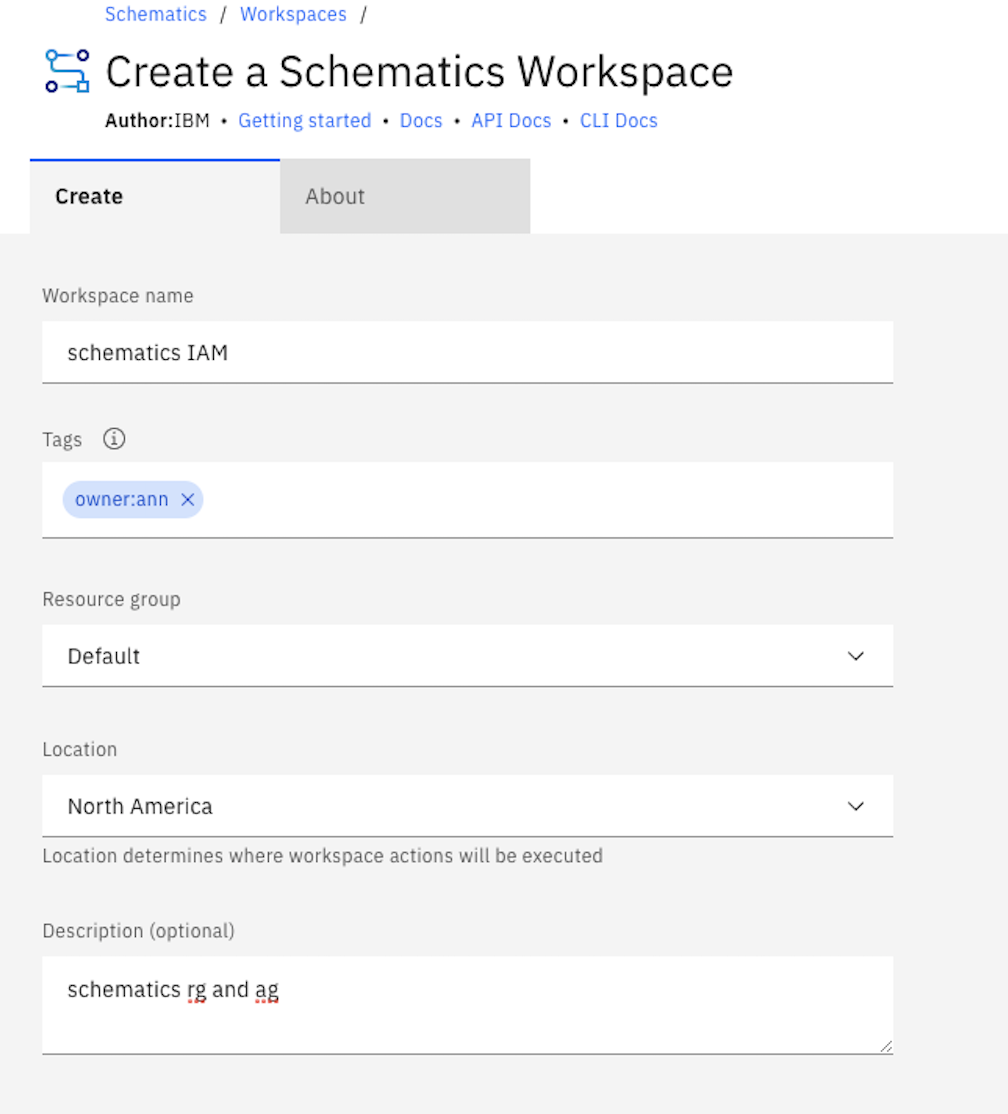 Schematics / Workspaces /
Create a Schematics Workspace
Author:IBM • Getting started • Docs • API Docs • CLI Docs
Create About
Workspace name
schematics IAM
Tags
owner:ann
Resource group
Default
Location
North America
Location determines where workspace actions will be executed
Description (optional)
schematics rg and ag